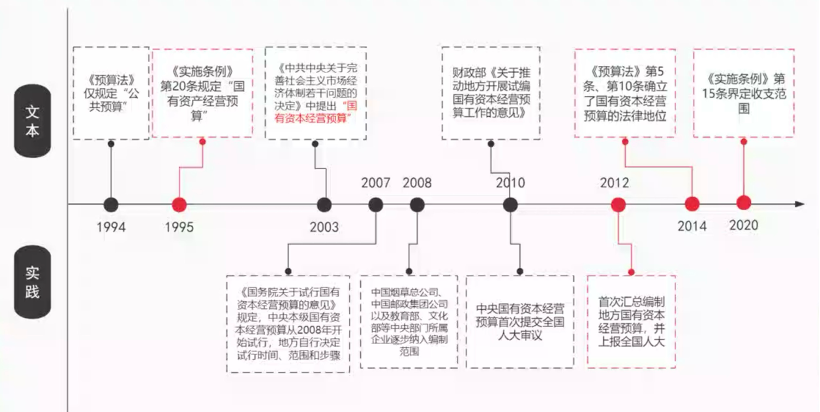 文本
《预算法》
仅规定“公
共预算”
《实施条例》
第20条规定“国
有资产经营预
算”
《中共中央关于完
善社会主义市场经
济体制若干问题的
决定》中提出“国
有资本经营预算”
财政部《关于推
动地方开展试编
国有资本经营预
算工作的意见》
《预算法》第5
条、第10条确立
了国有资本经营
预算的法律地位
《实施条例》第
15条界定收支范
围
1994
1995
2003
2007
2008
2010
2012
2014
2020
实践
《国务院关于试行国有
资本经营预算的意见》
规定，中央本级国有资
本经营预算从2008年开
始试行，地方自行决定
试行时间、范围和步骤
中国烟草总公司、
中国邮政集团公司
以及教育部、文化
部等中央部门所属
企业逐步纳入编制
范围
中央国有资本经营
预算首次提交全国
人大审议
首次汇总编制
地方国有资本
经营预算，并
上报全国人大